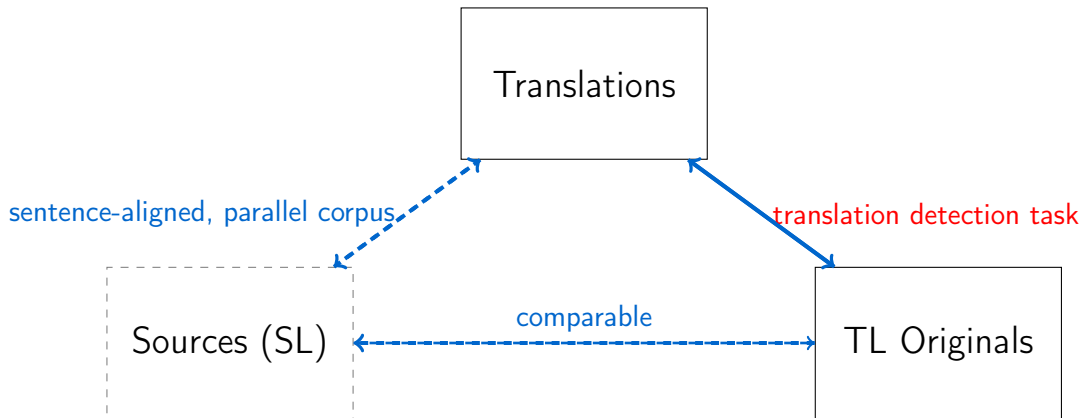 Translations
sentence-aligned, parallel corpus
translation detection task
comparable
Sources (SL)
TL Originals